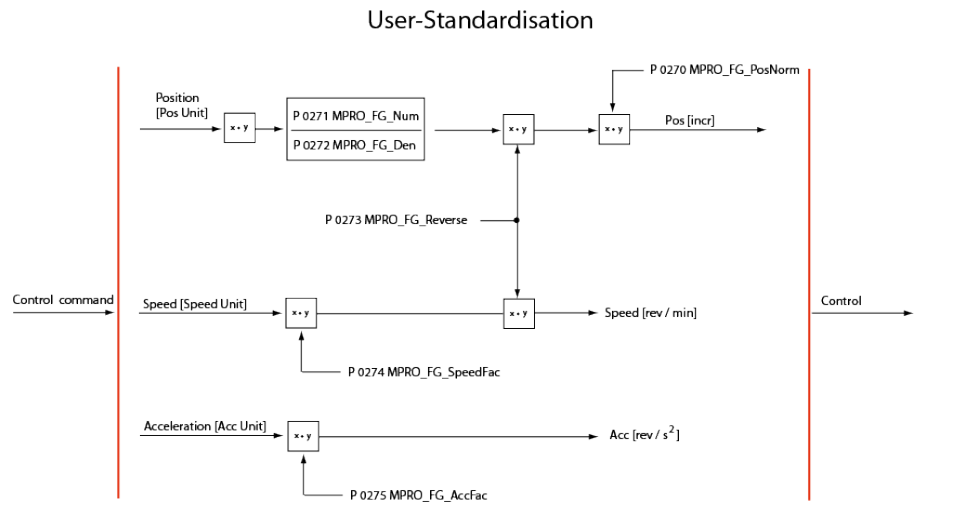 User-Standardisation
P 0270 MPRO_FG_PosNorm
Position
[Pos Unit]
x • y
P 0271 MPRO_FG_Num
P 0272 MPRO_FG_Den
x • y
x • y
Pos [incr]
P 0273 MPRO_FG_Reverse
Control command
Speed [Speed Unit]
x • y
x • y
Speed [rev / min]
Control
P 0274 MPRO_FG_SpeedFac
Acceleration [Acc Unit]
x • y
Acc [rev / s²]
P 0275 MPRO_FG_AccFac